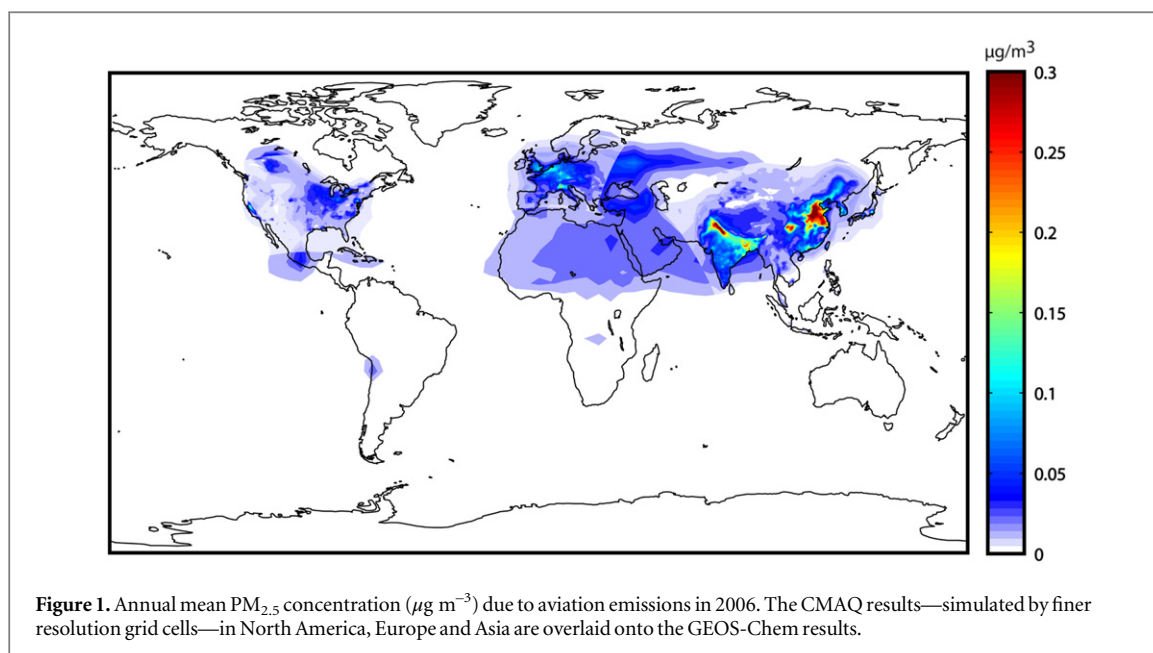 μg/m³
0.3
0.25
0.2
0.15
0.1
0.05
0
Figure 1. Annual mean PM₂.₅ concentration (μg m⁻³) due to aviation emissions in 2006. The CMAQ results—simulated by finer
resolution grid cells—in North America, Europe and Asia are overlaid onto the GEOS-Chem results.